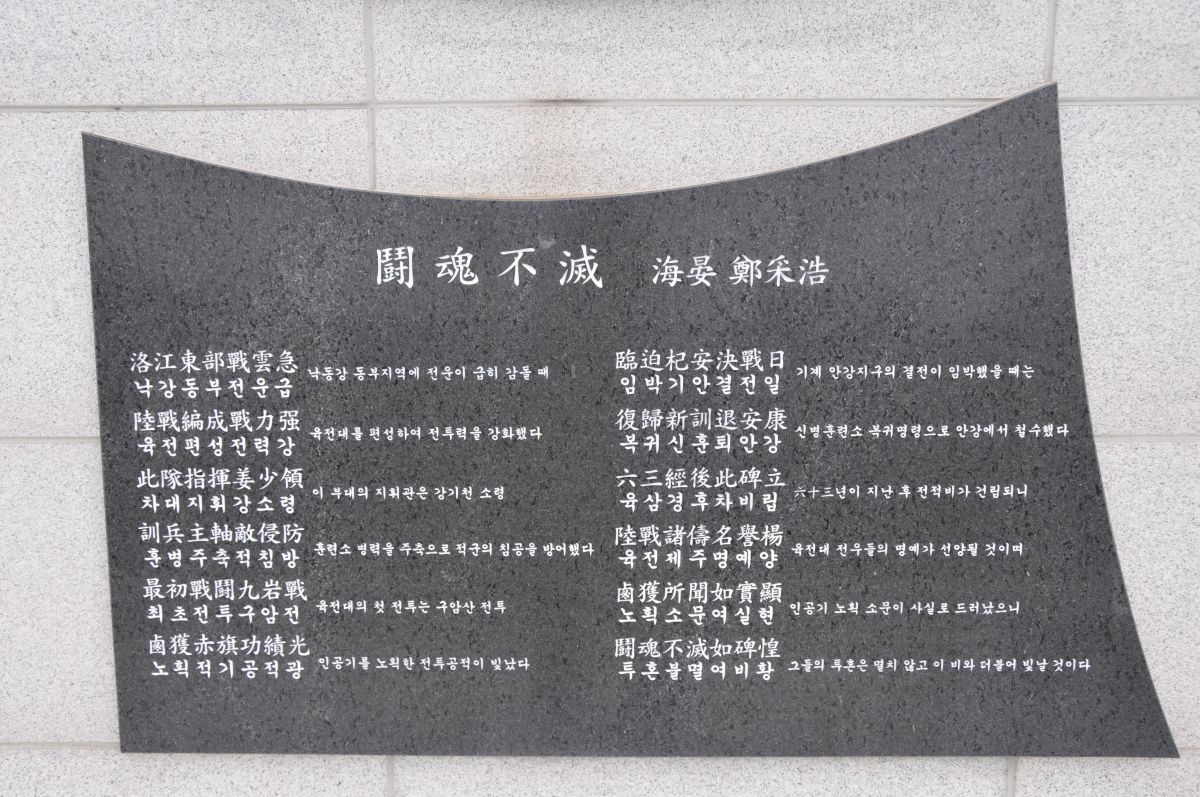 鬪魂不滅 海晏 鄭采浩
洛江東部戰雲急
낙강동부전운급
낙동강 동부지역에 전운이 급히 감돌 때
陸戰編成戰力强
육전편성전력강
육전대를 편성하여 전투력을 강화했다
此隊指揮姜少領
차대지휘강소령
이 부대의 지휘관은 강기천 소령
訓兵主軸敵侵防
훈병주축적침방
훈련소 병력을 주축으로 적군의 침공을 방어했다
最初戰鬪九岩戰
최초전투구암전
육전대의 첫 전투는 구암산 전투
鹵獲赤旗功績光
노획적기공적광
인공기를 노획한 전투공적이 빛났다
臨迫杞安決戰日
임박기안결전일
기계 안강지구의 결전이 임박했을 때는
復歸新訓退安康
복귀신훈퇴안강
신병훈련소 복귀명령으로 안강에서 철수했다
六三經後此碑立
육삼경후차비립
六十三년이 지난 후 전적비가 건립되니
陸戰諸儔名譽楊
육전제주명예양
육전대 전우들의 명예가 선양될 것이며
鹵獲所聞如實顯
노획소문여실현
인공기 노획 소문이 사실로 드러났으니
鬪魂不滅如碑惶
투혼불멸여비황
그들의 투혼은 멸치 않고 이 비와 더불어 빛날 것이다